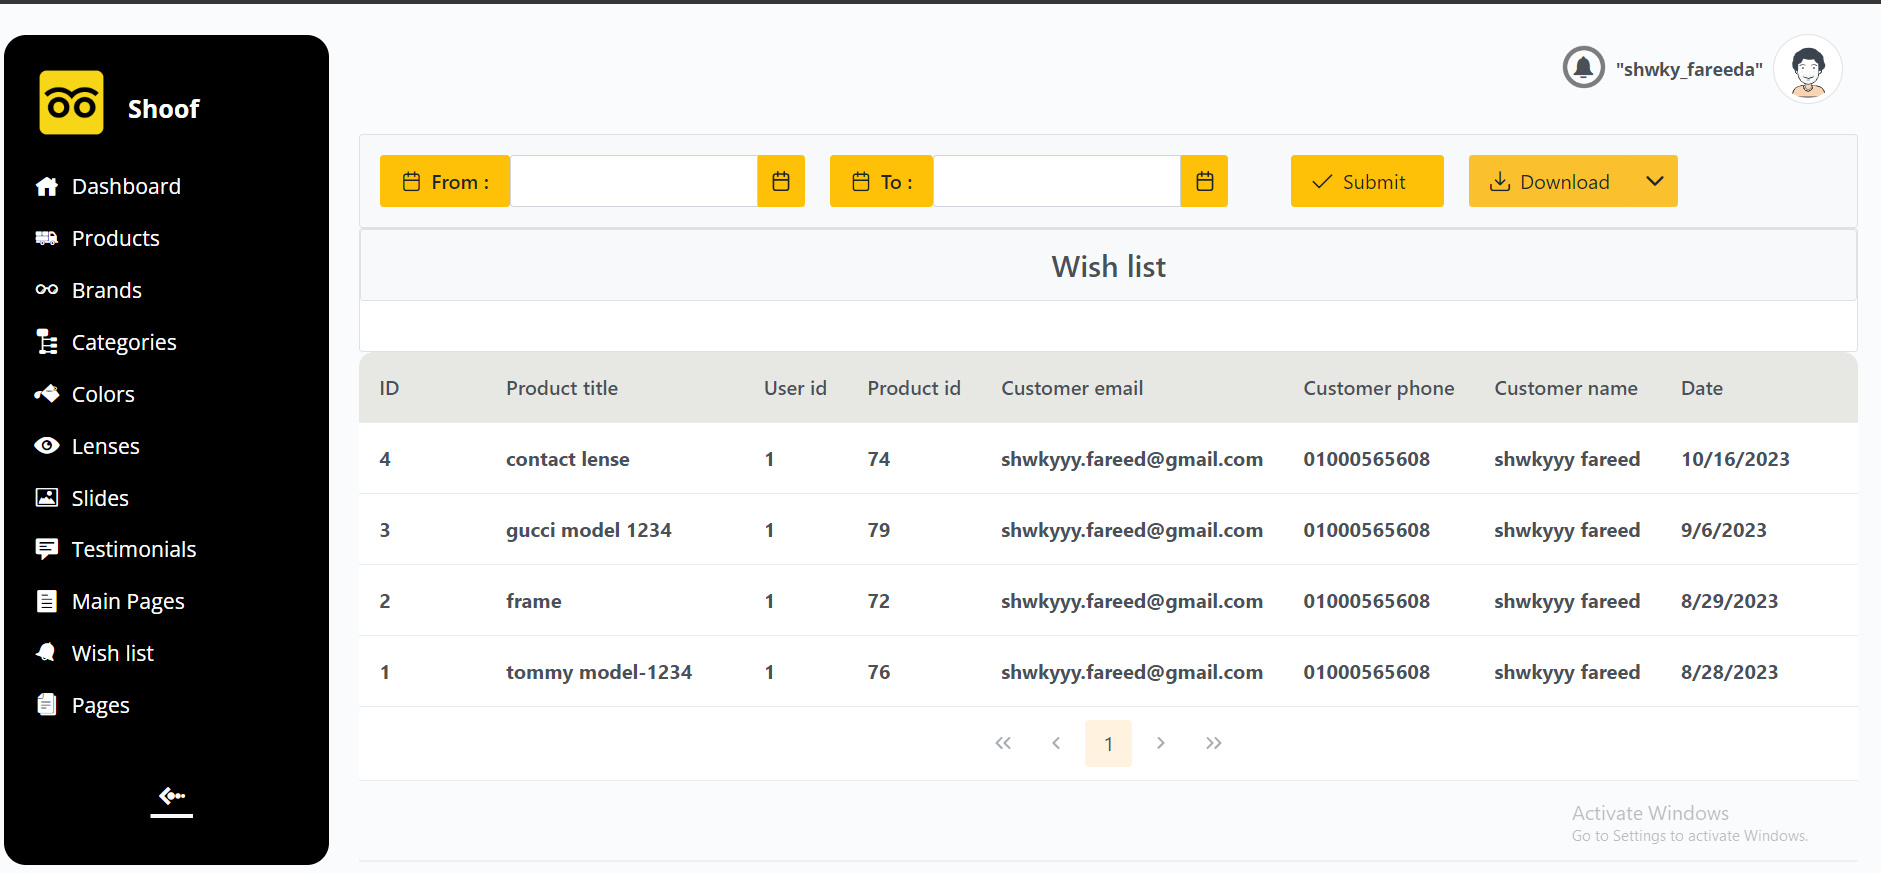 Shoof
"shwky_fareeda"
Dashboard
Products
Brands
Categories
Colors
Lenses
Slides
Testimonials
Main Pages
Wish list
Pages
From : To : Submit Download
Wish list
ID Product title User id Product id Customer email Customer phone Customer name Date
4 contact lense 1 74 shwkyyy.fareed@gmail.com 01000565608 shwkyyy fareed 10/16/2023
3 gucci model 1234 1 79 shwkyyy.fareed@gmail.com 01000565608 shwkyyy fareed 9/6/2023
2 frame 1 72 shwkyyy.fareed@gmail.com 01000565608 shwkyyy fareed 8/29/2023
1 tommy model-1234 1 76 shwkyyy.fareed@gmail.com 01000565608 shwkyyy fareed 8/28/2023
1
Activate Windows
Go to Settings to activate Windows.